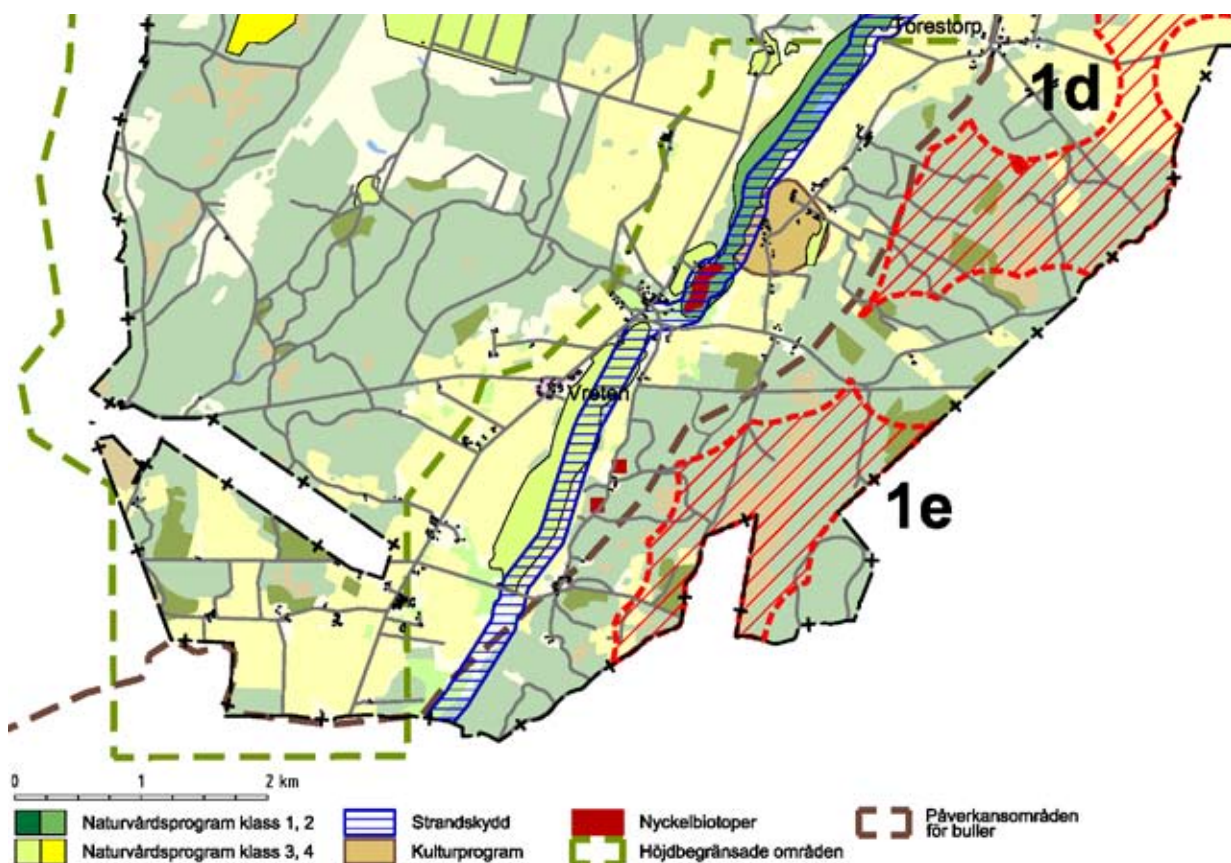 Torestorp
1d
Vreten
1e
0 1 2 km
Naturvårdsprogram klass 1, 2
Strandskydd
Nyckelbiotoper
Påverkansområden
för buller
Naturvårdsprogram klass 3, 4
Kulturprogram
Höjdbegränsade områden